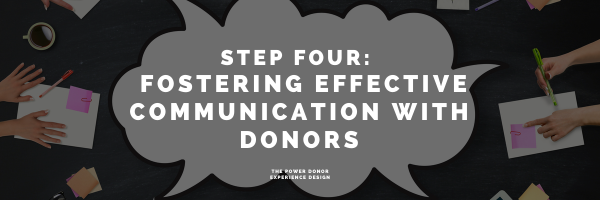 STEP FOUR:
FOSTERING EFFECTIVE
COMMUNICATION WITH
DONORS
THE POWER DONOR
EXPERIENCE DESIGN